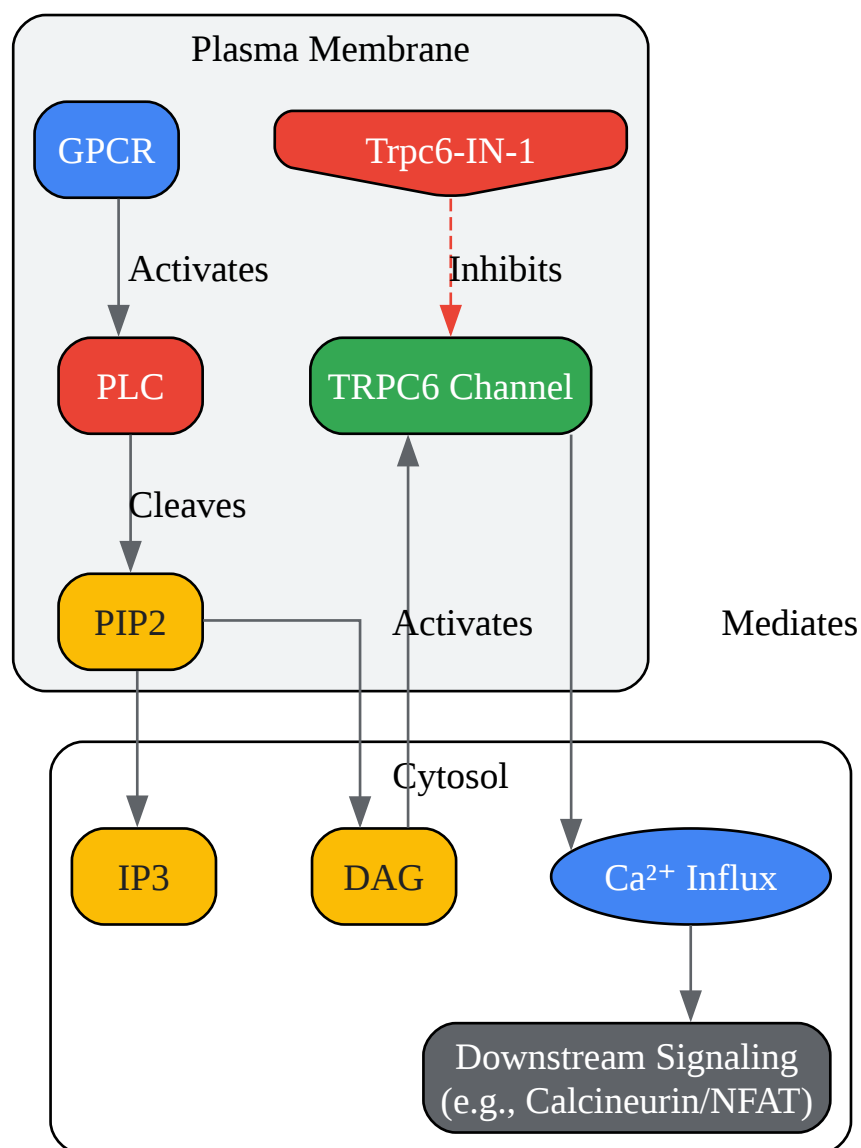 Plasma Membrane
GPCR
Trpc6-IN-1
Activates
Inhibits
PLC
TRPC6 Channel
Cleaves
PIP2
Activates
Mediates
Cytosol
IP3
DAG
Ca²⁺ Influx
Downstream Signaling
(e.g., Calcineurin/NFAT)